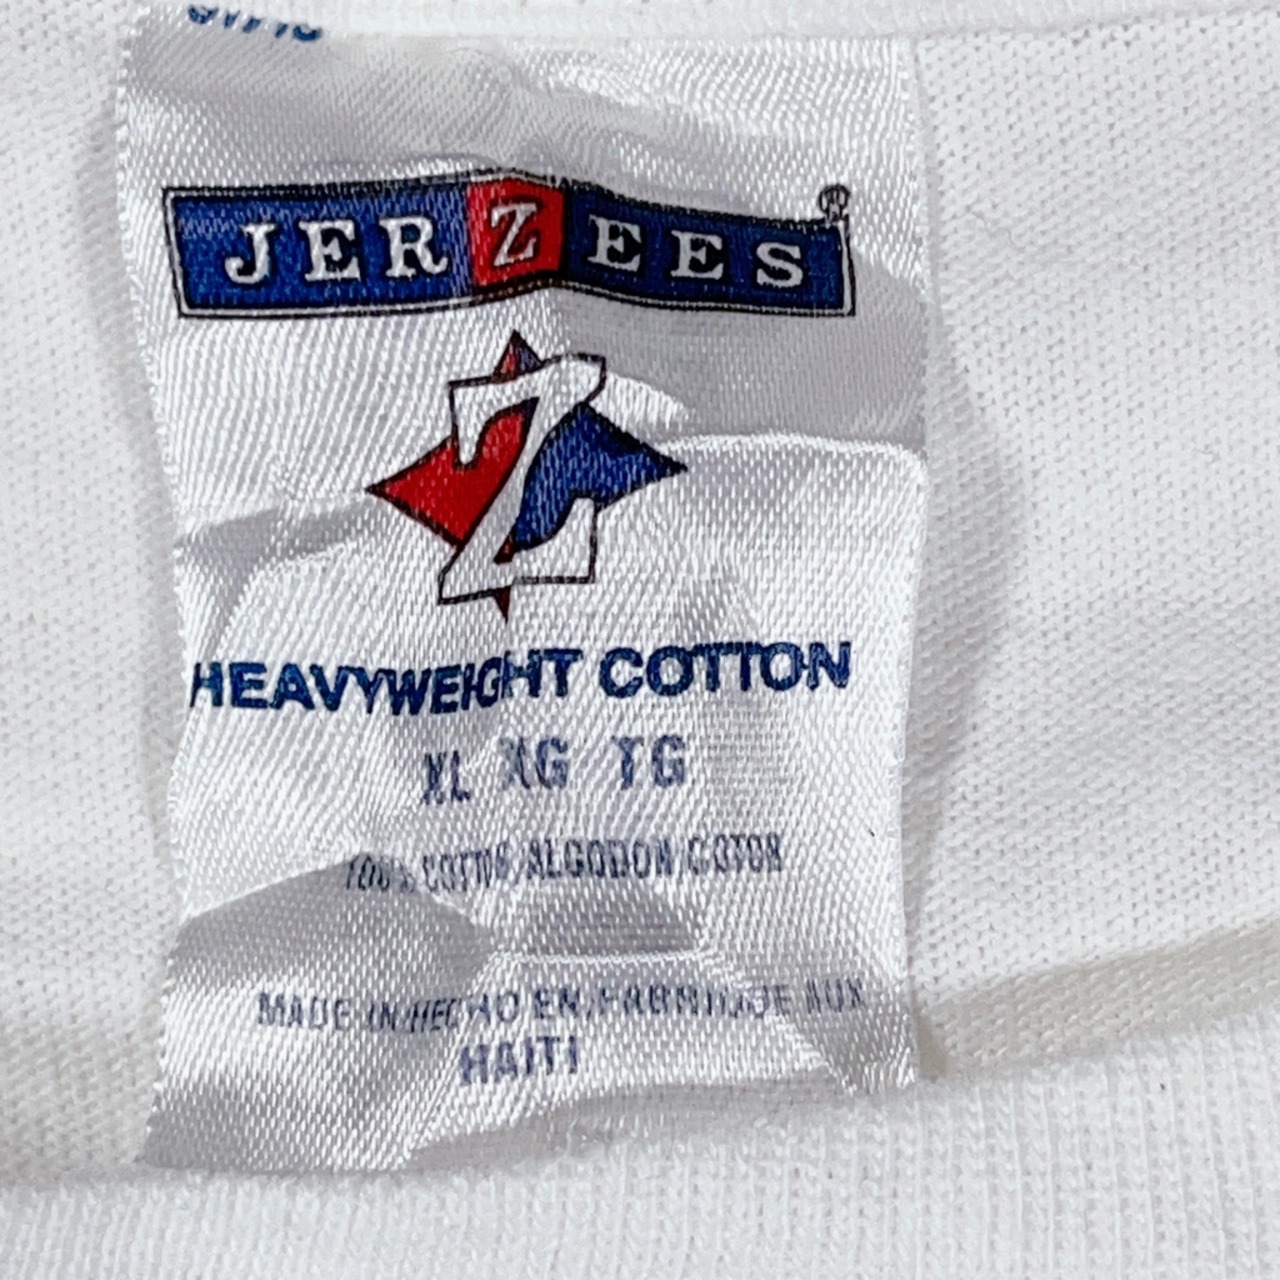 JERZEES®
Z
HEAVYWEIGHT COTTON
XL XG TG
100% COTTON/ALGODON/COTON
MADE IN/HECHO EN/FABRIQUE AUX
HAITI